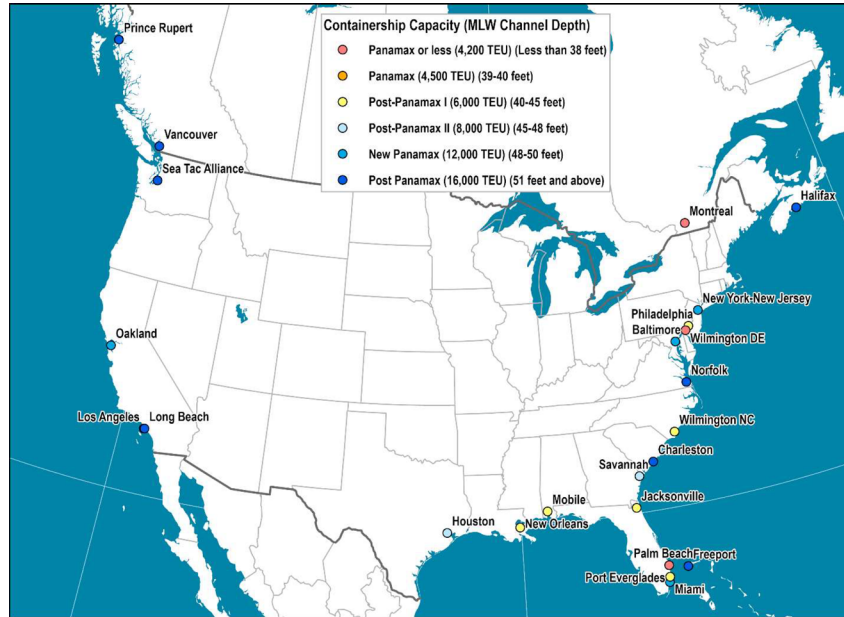 Containership Capacity (MLW Channel Depth)
Panamax or less (4,200 TEU) (Less than 38 feet)
Panamax (4,500 TEU) (39-40 feet)
Post-Panamax I (6,000 TEU) (40-45 feet)
Post-Panamax II (8,000 TEU) (45-48 feet)
New Panamax (12,000 TEU) (48-50 feet)
Post Panamax (16,000 TEU) (51 feet and above)
Prince Rupert
Vancouver
Sea Tac Alliance
Montreal
Halifax
New York-New Jersey
Philadelphia
Baltimore
Wilmington DE
Oakland
Norfolk
Los Angeles
Long Beach
Wilmington NC
Charleston
Savannah
Jacksonville
Mobile
New Orleans
Houston
Palm Beach
Freeport
Port Everglades
Miami